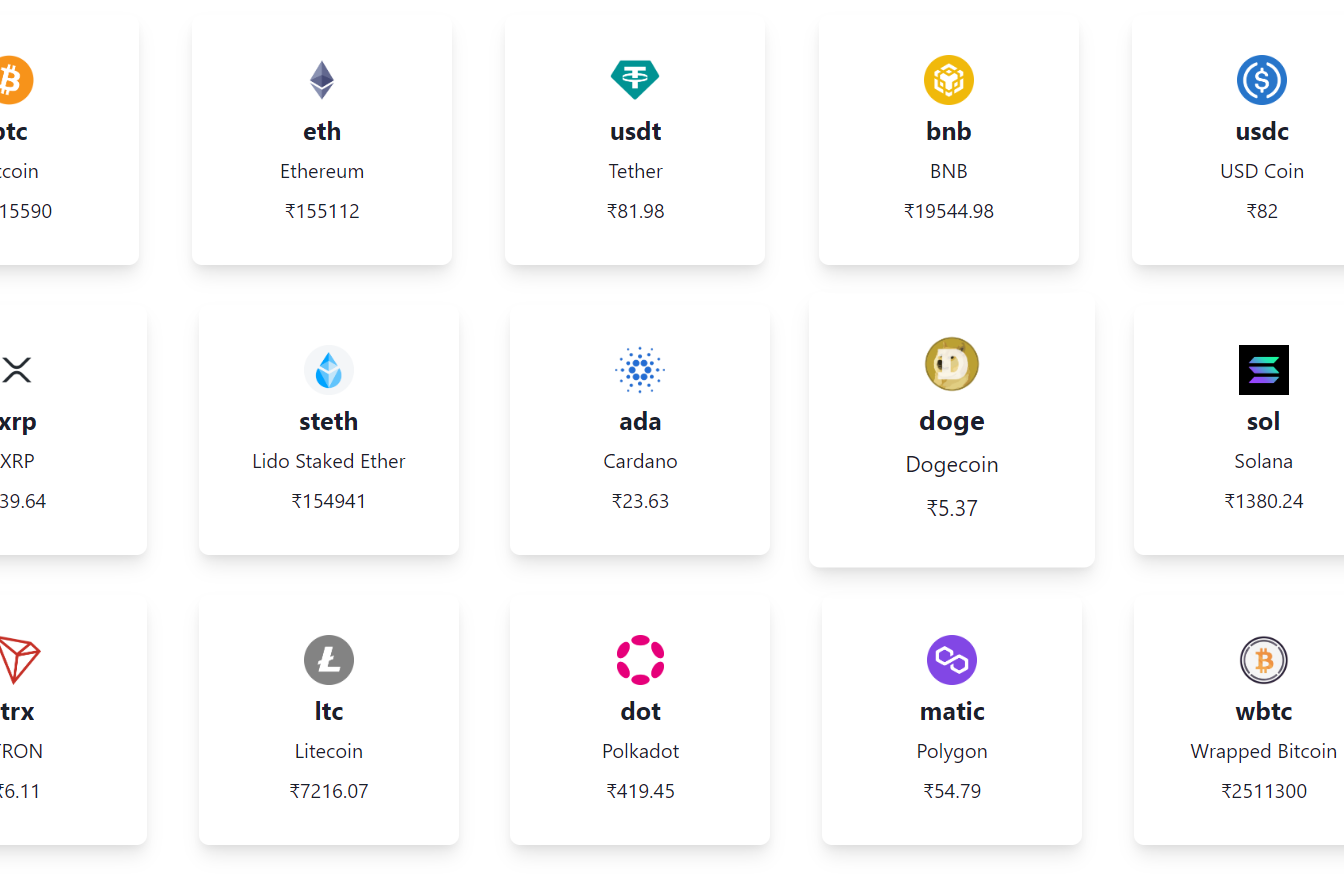 btc
eth
usdt
bnb
usdc
tcoin
Ethereum
Tether
BNB
USD Coin
15590
₹155112
₹81.98
₹19544.98
₹82
xrp
steth
ada
doge
sol
XRP
Lido Staked Ether
Cardano
Dogecoin
Solana
39.64
₹154941
₹23.63
₹5.37
₹1380.24
trx
ltc
dot
matic
wbtc
TRON
Litecoin
Polkadot
Polygon
Wrapped Bitcoin
₹6.11
₹7216.07
₹419.45
₹54.79
₹2511300